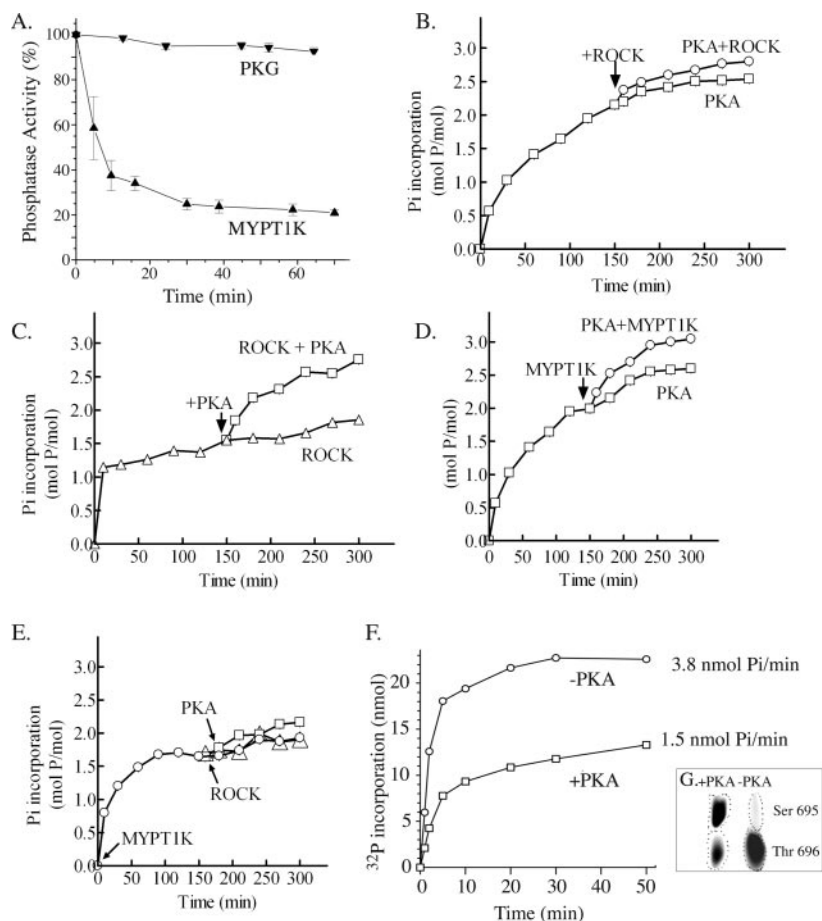 A.
Phosphatase Activity (%)
100
80
60
40
20
0
PKG
MYPT1K
0 20 40 60
Time (min)
B.
Pi incorporation
(mol P/mol)
3.0
2.5
2.0
1.5
1.0
0.5
0.0
+ROCK
PKA+ROCK
PKA
0 50 100 150 200 250 300
Time (min)
C.
Pi incorporation
(mol P/mol)
3.0
2.5
2.0
1.5
1.0
0.5
0.0
ROCK + PKA
+PKA
ROCK
0 50 100 150 200 250 300
Time (min)
D.
Pi incorporation
(mol P/mol)
3.0
2.5
2.0
1.5
1.0
0.5
0.0
PKA+MYPT1K
MYPT1K
PKA
0 50 100 150 200 250 300
Time (min)
E.
Pi incorporation
(mol P/mol)
3.0
2.5
2.0
1.5
1.0
0.5
0.0
PKA
ROCK
MYPT1K
0 50 100 150 200 250 300
Time (min)
F.
32P incorporation (nmol)
20
15
10
5
0
-PKA
3.8 nmol Pi/min
+PKA
1.5 nmol Pi/min
0 10 20 30 40 50
Time (min)
G. +PKA -PKA
Ser 695
Thr 696